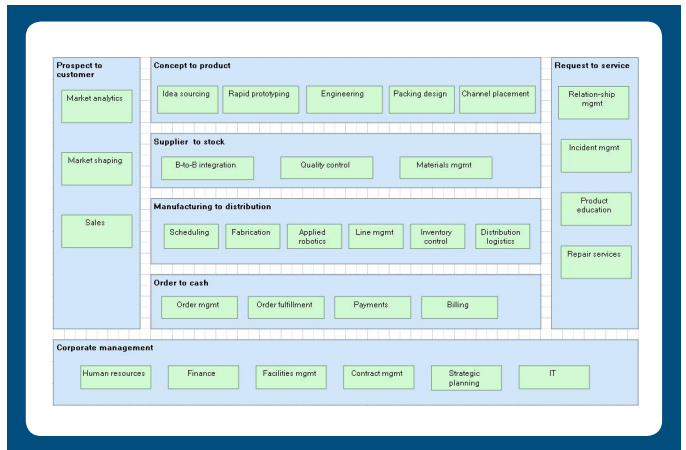 Prospect to
customer
Market analytics
Market shaping
Sales
Concept to product
Idea sourcing
Rapid prototyping
Engineering
Packing design
Channel placement
Supplier to stock
B-to-B integration
Quality control
Materials mgmt
Manufacturing to distribution
Scheduling
Fabrication
Applied
robotics
Line mgmt
Inventory
control
Distribution
logistics
Order to cash
Order mgmt
Order fulfillment
Payments
Billing
Request to service
Relation-ship
mgmt
Incident mgmt
Product
education
Repair services
Corporate management
Human resources
Finance
Facilities mgmt
Contract mgmt
Strategic
planning
IT